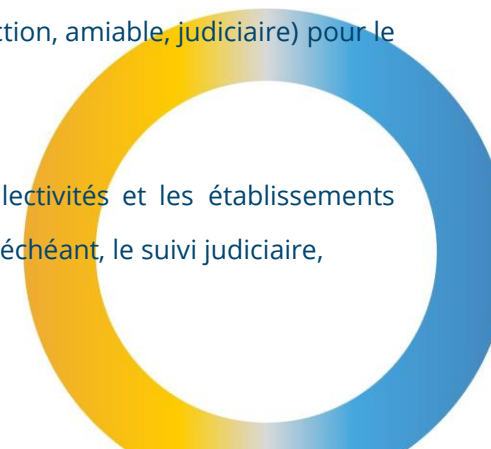 ction, amiable, judiciaire) pour le
llectivités et les établissements
échéant, le suivi judiciaire,